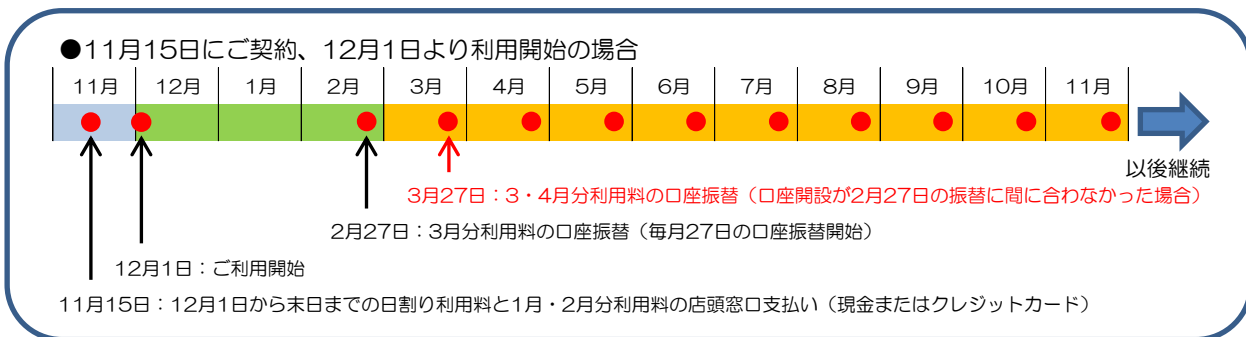 ●11月15日にご契約、12月1日より利用開始の場合
11月 12月 1月 2月 3月 4月 5月 6月 7月 8月 9月 10月 11月
以後継続
3月27日：3・4月分利用料の口座振替（口座開設が2月27日の振替に間に合わなかった場合）
2月27日：3月分利用料の口座振替（毎月27日の口座振替開始）
12月1日：ご利用開始
11月15日：12月1日から末日までの日割り利用料と1月・2月分利用料の店頭窓口支払い（現金またはクレジットカード）